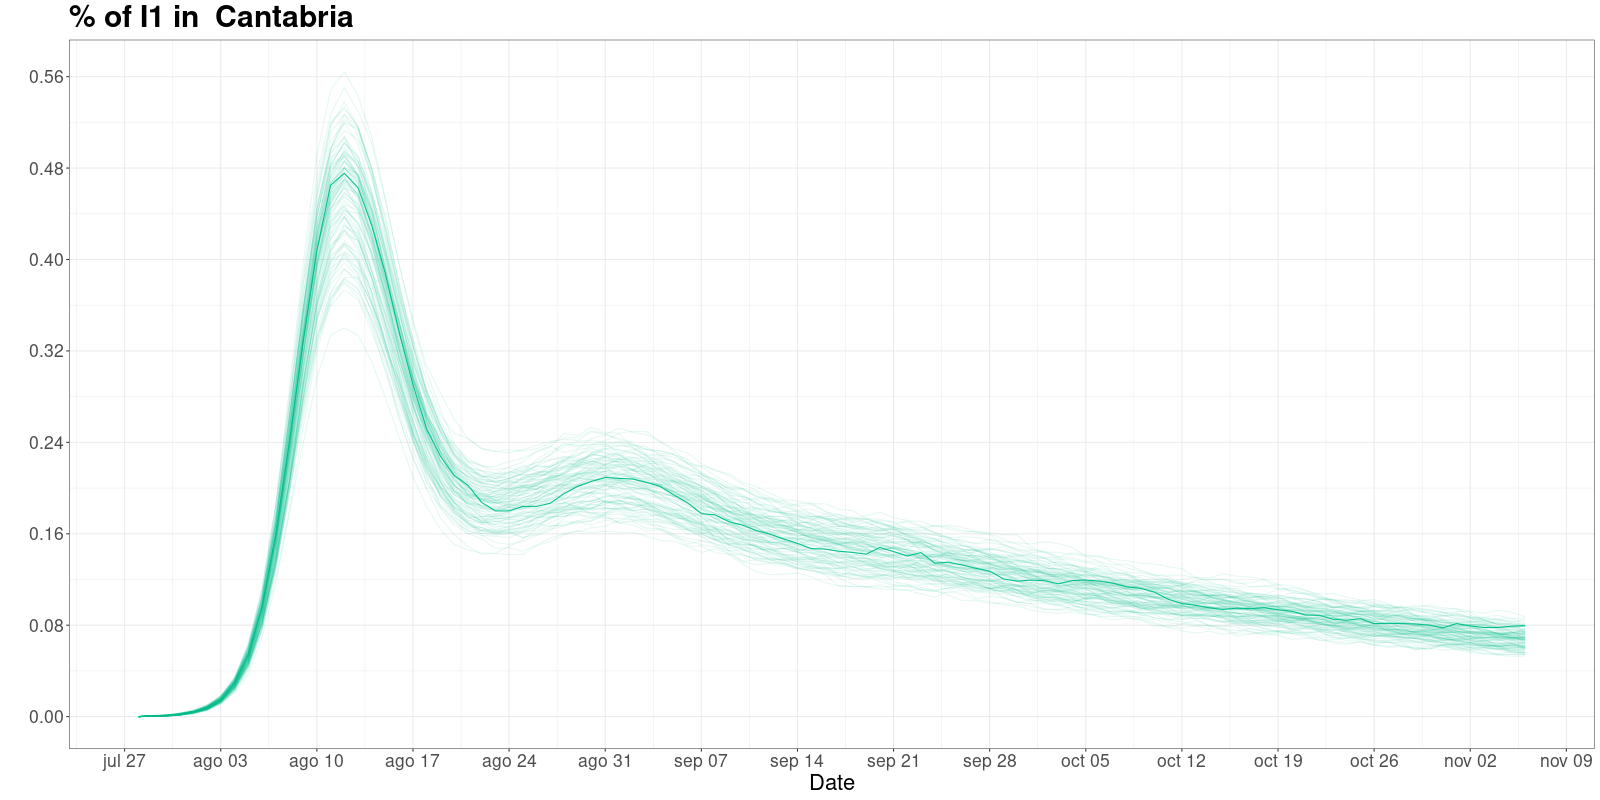 % of I1 in  Cantabria
0.56
0.48
0.40
0.32
0.24
0.16
0.08
0.00
jul 27 ago 03 ago 10 ago 17 ago 24 ago 31 sep 07 sep 14 sep 21 sep 28 oct 05 oct 12 oct 19 oct 26 nov 02 nov 09
Date